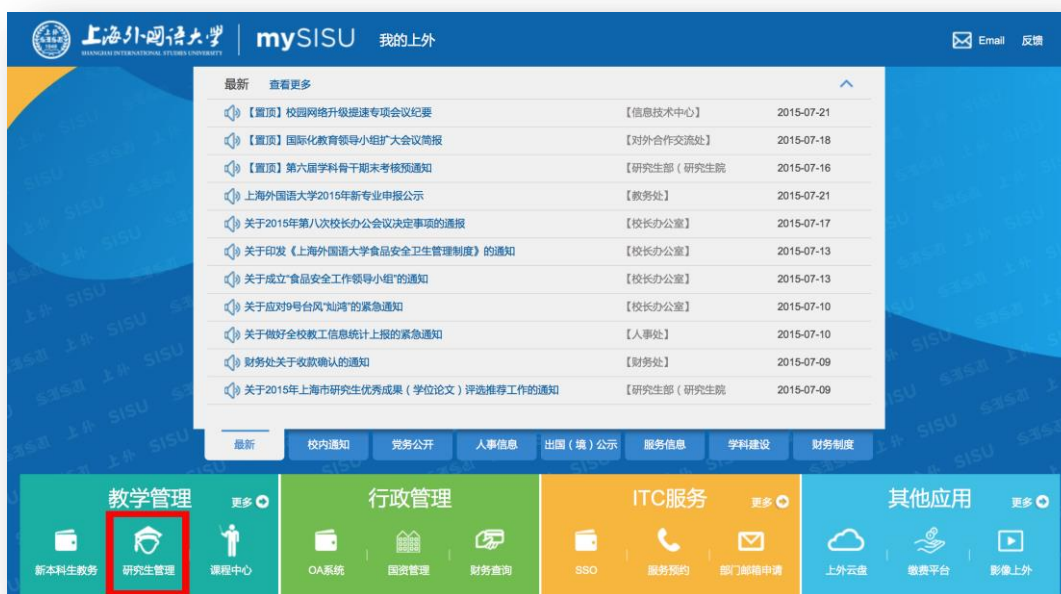 上海外国语大学 mySISU 我的上外 Email 反馈
SHANGHAI INTERNATIONAL STUDIES UNIVERSITY
最新 查看更多
【置顶】校园网络升级提速专项会议纪要 【信息技术中心】 2015-07-21
【置顶】国际化教育领导小组扩大会议简报 【对外合作交流处】 2015-07-18
【置顶】第六届学科骨干期末考核预通知 【研究生部（研究生院 2015-07-16
上海外国语大学2015年新专业申报公示 【教务处】 2015-07-21
关于2015年第八次校长办公会议决定事项的通报 【校长办公室】 2015-07-17
关于印发《上海外国语大学食品安全卫生管理制度》的通知 【校长办公室】 2015-07-13
关于成立“食品安全工作领导小组”的通知 【校长办公室】 2015-07-13
关于应对9号台风“灿鸿”的紧急通知 【校长办公室】 2015-07-10
关于做好全校教工信息统计上报的紧急通知 【人事处】 2015-07-10
财务处关于收款确认的通知 【财务处】 2015-07-09
关于2015年上海市研究生优秀成果（学位论文）评选推荐工作的通知 【研究生部（研究生院 2015-07-09
最新 校内通知 党务公开 人事信息 出国（境）公示 服务信息 学科建设 财务制度
教学管理 更多 行政管理 ITC服务 更多 其他应用 更多
新本科生教务 研究生管理 课程中心 OA系统 国资管理 财务查询 SSO 服务预约 部门邮箱申请 上外云盘 缴费平台 影像上外